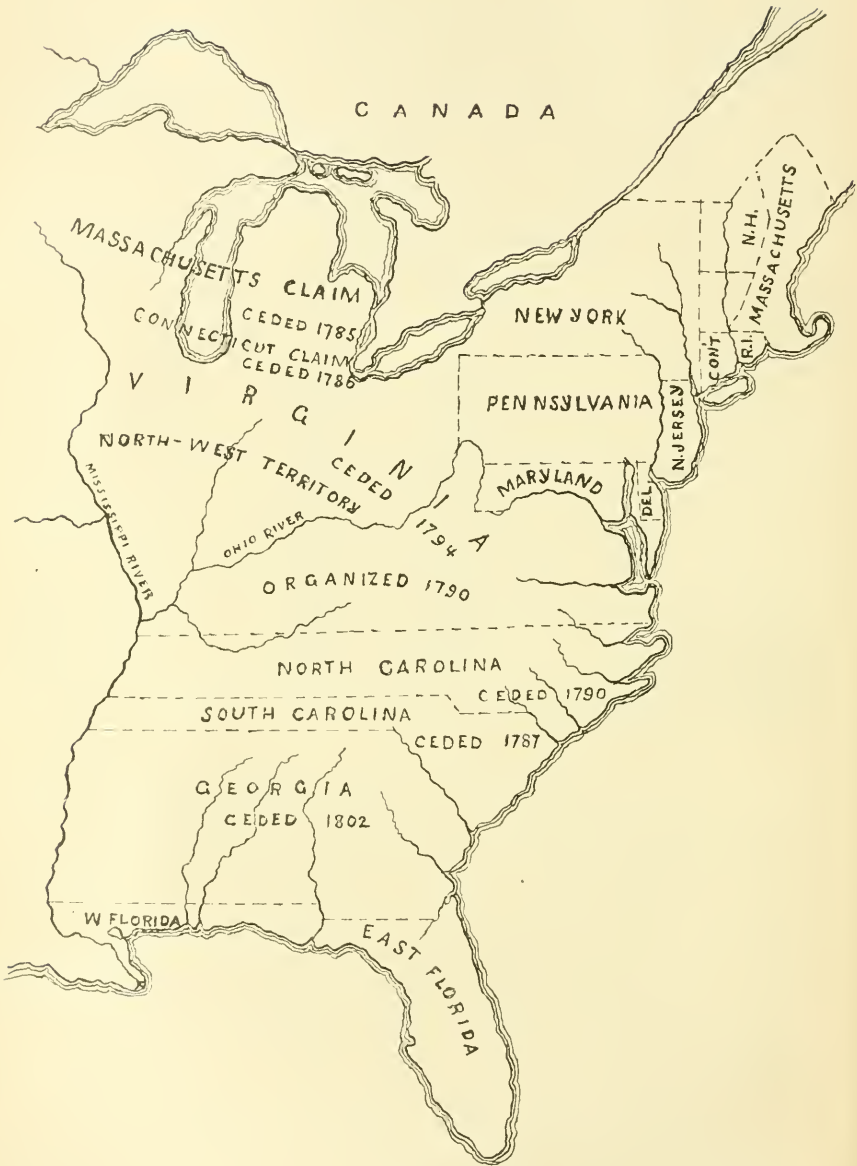 CANADA
MASSACHUSETTS CLAIM
CEDED 1785
CONNECTICUT CLAIM
CEDED 1786
VIRGINIA
CEDED
1794
NORTH-WEST TERRITORY
MISSISSIPPI RIVER
OHIO RIVER
ORGANIZED 1790
N.H.
MASSACHUSETTS
NEW YORK
CONT
R.I.
PENNSYLVANIA
N. JERSEY
MARYLAND
DEL
NORTH CAROLINA
CEDED 1790
SOUTH CAROLINA
CEDED 1787
GEORGIA
CEDED 1802
W FLORIDA
EAST FLORIDA